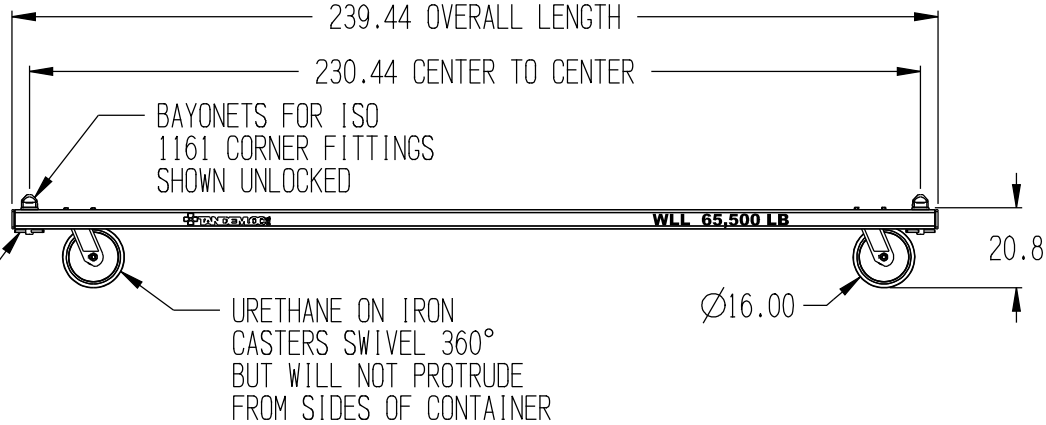 239.44 OVERALL LENGTH
230.44 CENTER TO CENTER
BAYONETS FOR ISO
1161 CORNER FITTINGS
SHOWN UNLOCKED
TANDEMLOC
WLL 65,500 LB
20.8
Ø16.00
URETHANE ON IRON
CASTERS SWIVEL 360°
BUT WILL NOT PROTRUDE
FROM SIDES OF CONTAINER